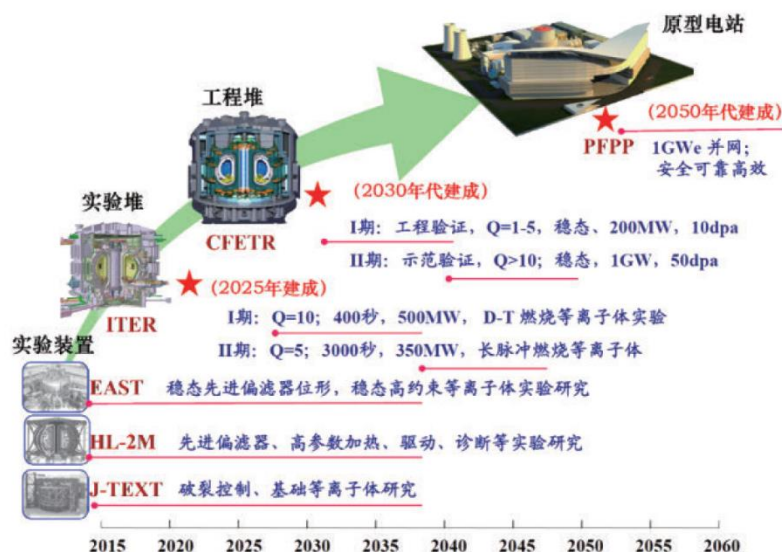 原型电站
(2050年代建成)
PFPP
1GWe 并网;
安全可靠高效
工程堆
(2030年代建成)
CFETR
I期: 工程验证, Q=1-5, 稳态、200MW, 10dpa
II期: 示范验证, Q>10; 稳态, 1GW, 50dpa
实验堆
(2025年建成)
ITER
I期: Q=10; 400秒, 500MW, D-T 燃烧等离子体实验
II期: Q=5; 3000秒, 350MW, 长脉冲燃烧等离子体
实验装置
EAST 稳态先进偏滤器位形, 稳态高约束等离子体实验研究
HL-2M 先进偏滤器、高参数加热、驱动、诊断等实验研究
J-TEXT 破裂控制、基础等离子体研究
2015 2020 2025 2030 2035 2040 2045 2050 2055 2060